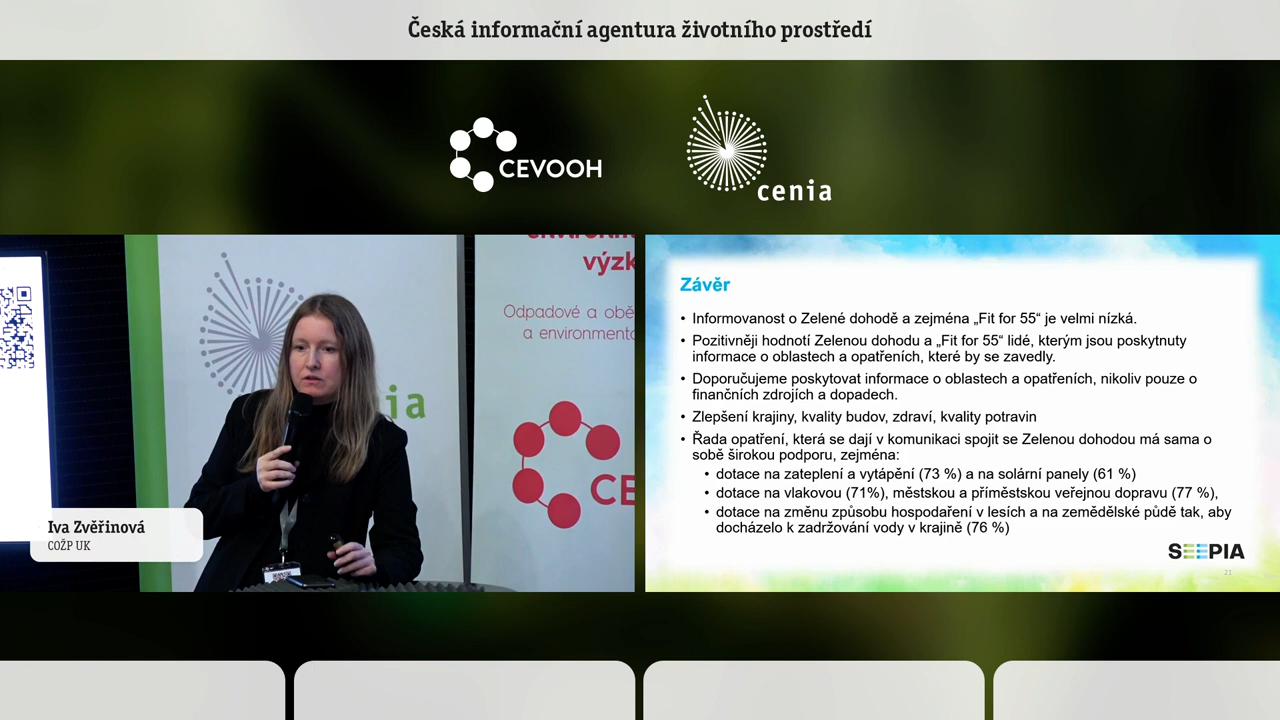 Česká informační agentura životního prostředí
CEVOOH
cenia
výzk
Odpadové a obě
a environmento
ia
CE
Iva Zvěřinová
COŽP UK
Závěr
• Informovanost o Zelené dohodě a zejména „Fit for 55“ je velmi nízká.
• Pozitivněji hodnotí Zelenou dohodu a „Fit for 55“ lidé, kterým jsou poskytnuty
informace o oblastech a opatřeních, které by se zavedly.
• Doporučujeme poskytovat informace o oblastech a opatřeních, nikoliv pouze o
finančních zdrojích a dopadech.
• Zlepšení krajiny, kvality budov, zdraví, kvality potravin
• Řada opatření, která se dají v komunikaci spojit se Zelenou dohodou má sama o
sobě širokou podporu, zejména:
• dotace na zateplení a vytápění (73 %) a na solární panely (61 %)
• dotace na vlakovou (71%), městskou a příměstskou veřejnou dopravu (77 %),
• dotace na změnu způsobu hospodaření v lesích a na zemědělské půdě tak, aby
docházelo k zadržování vody v krajině (76 %)
SEEPIA
21